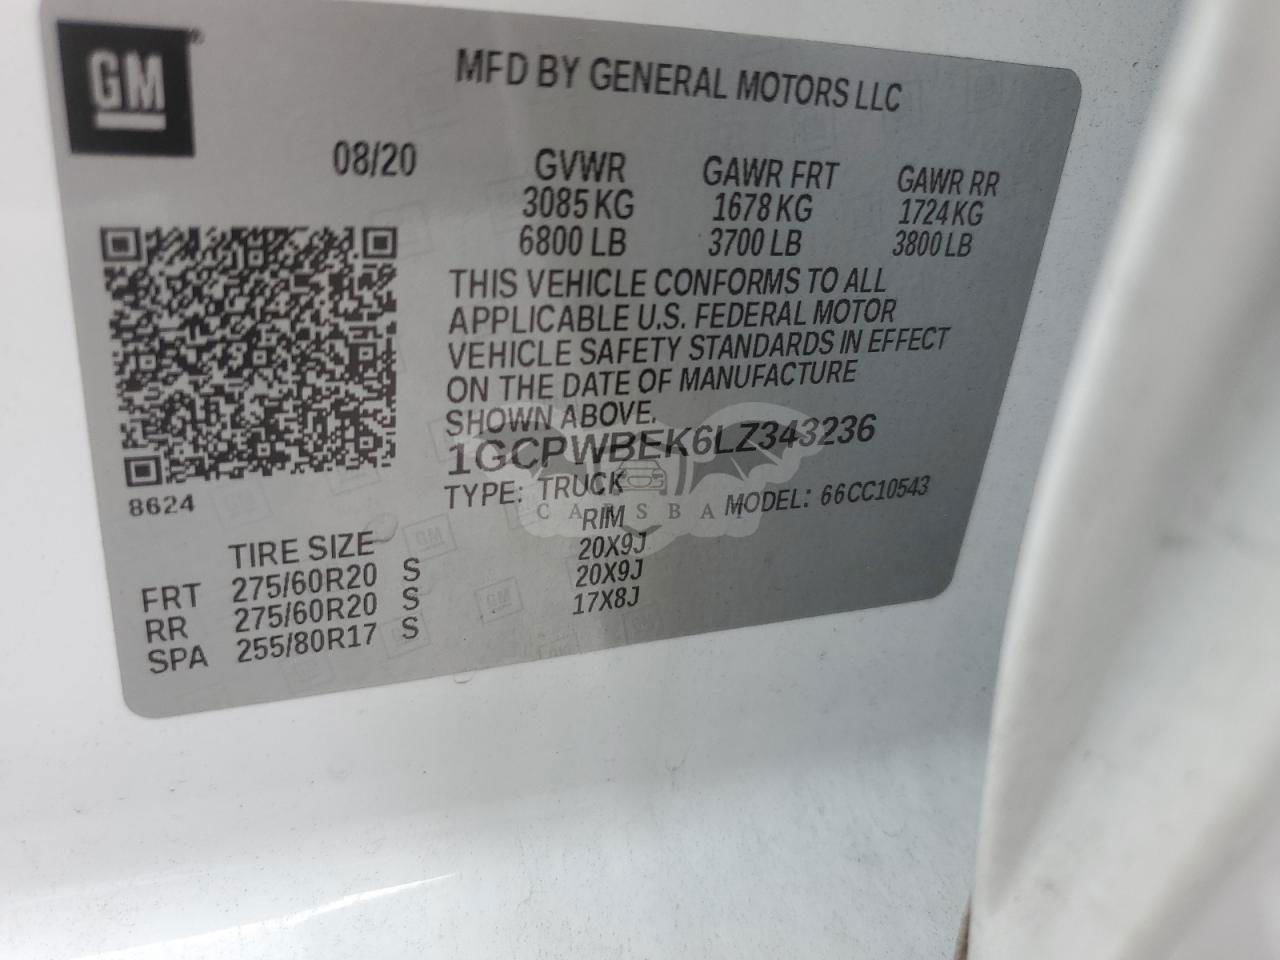 GM
MFD BY GENERAL MOTORS LLC
08/20 GVWR GAWR FRT GAWR RR
3085 KG 1678 KG 1724 KG
6800 LB 3700 LB 3800 LB
THIS VEHICLE CONFORMS TO ALL
APPLICABLE U.S. FEDERAL MOTOR
VEHICLE SAFETY STANDARDS IN EFFECT
ON THE DATE OF MANUFACTURE
SHOWN ABOVE.
1GCPWBEK6LZ343236
TYPE: TRUCK MODEL: 66CC10543
CARSBAT
8624
TIRE SIZE RIM
FRT 275/60R20 S 20X9J
RR 275/60R20 S 20X9J
SPA 255/80R17 S 17X8J